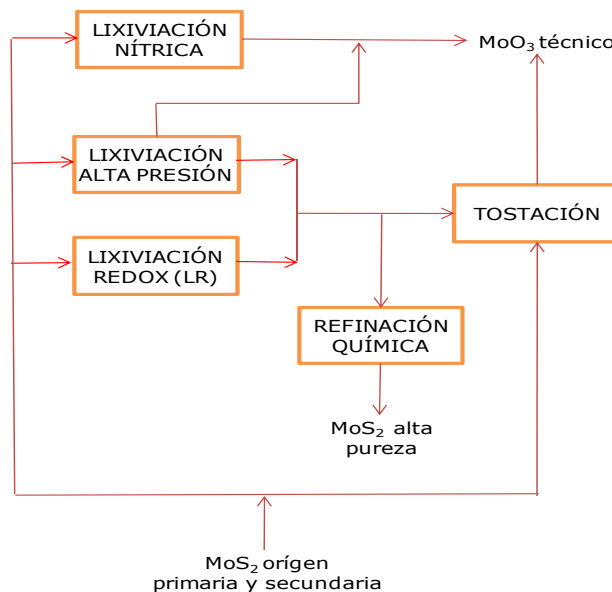 LIXIVIACIÓN
NÍTRICA
MoO₃ técnico
LIXIVIACIÓN
ALTA PRESIÓN
TOSTACIÓN
LIXIVIACIÓN
REDOX (LR)
REFINACIÓN
QUÍMICA
MoS₂ alta
pureza
MoS₂ orígen
primaria y secundaria